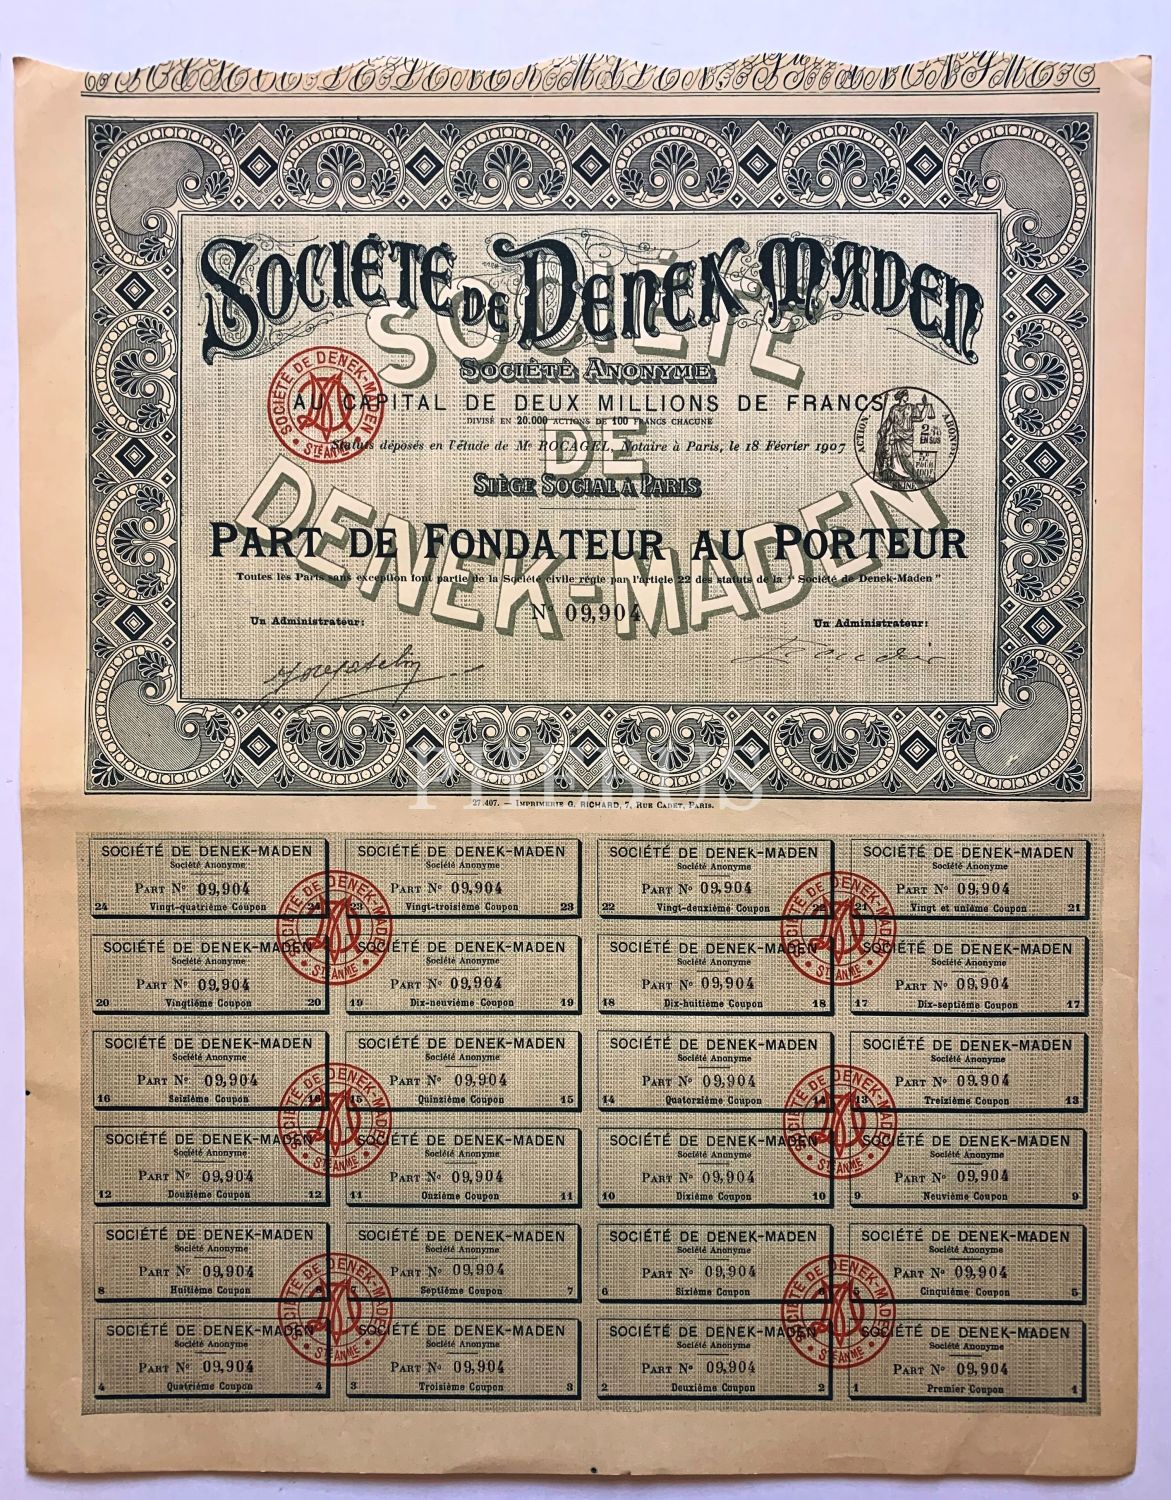 SOCIÉTÉ DE DENEK MADEN
SOCIÉTÉ DE DENEK-MADEN
SOCIÉTÉ ANONYME
AU CAPITAL DE DEUX MILLIONS DE FRANCS
DIVISÉ EN 20.000 ACTIONS DE 100 FRANCS CHACUNE
Statuts déposés en l'étude de Me ROCAGEL, Notaire à Paris, le 18 Février 1907
SIÈGE SOCIAL A PARIS
PART DE FONDATEUR AU PORTEUR
Toutes les Parts sans exception font partie de la Société civile régie par l'article 22 des statuts de la "Société de Denek-Maden"
No 09,904
Un Administrateur: Un Administrateur:
SOCIÉTÉ DE DENEK-MADEN
STÉ ANME
PHEBUS
27.407. — IMPRIMERIE G. RICHARD, 7, RUE CADET, PARIS.
SOCIÉTÉ DE DENEK-MADEN SOCIÉTÉ DE DENEK-MADEN SOCIÉTÉ DE DENEK-MADEN SOCIÉTÉ DE DENEK-MADEN
Société Anonyme Société Anonyme Société Anonyme Société Anonyme
PART No 09,904 PART No 09,904 PART No 09,904 PART No 09,904
24 Vingt-quatrième Coupon 24 23 Vingt-troisième Coupon 23 22 Vingt-deuxième Coupon 22 21 Vingt et unième Coupon 21
SOCIÉTÉ DE DENEK-MADEN SOCIÉTÉ DE DENEK-MADEN SOCIÉTÉ DE DENEK-MADEN SOCIÉTÉ DE DENEK-MADEN
Société Anonyme Société Anonyme Société Anonyme Société Anonyme
PART No 09,904 PART No 09,904 PART No 09,904 PART No 09,904
20 Vingtième Coupon 20 19 Dix-neuvième Coupon 19 18 Dix-huitième Coupon 18 17 Dix-septième Coupon 17
SOCIÉTÉ DE DENEK-MADEN SOCIÉTÉ DE DENEK-MADEN SOCIÉTÉ DE DENEK-MADEN SOCIÉTÉ DE DENEK-MADEN
Société Anonyme Société Anonyme Société Anonyme Société Anonyme
PART No 09,904 PART No 09,904 PART No 09,904 PART No 09,904
16 Seizième Coupon 16 15 Quinzième Coupon 15 14 Quatorzième Coupon 14 13 Treizième Coupon 13
SOCIÉTÉ DE DENEK-MADEN SOCIÉTÉ DE DENEK-MADEN SOCIÉTÉ DE DENEK-MADEN SOCIÉTÉ DE DENEK-MADEN
Société Anonyme Société Anonyme Société Anonyme Société Anonyme
PART No 09,904 PART No 09,904 PART No 09,904 PART No 09,904
12 Douzième Coupon 12 11 Onzième Coupon 11 10 Dixième Coupon 10 9 Neuvième Coupon 9
SOCIÉTÉ DE DENEK-MADEN SOCIÉTÉ DE DENEK-MADEN SOCIÉTÉ DE DENEK-MADEN SOCIÉTÉ DE DENEK-MADEN
Société Anonyme Société Anonyme Société Anonyme Société Anonyme
PART No 09,904 PART No 09,904 PART No 09,904 PART No 09,904
8 Huitième Coupon 8 7 Septième Coupon 7 6 Sixième Coupon 6 5 Cinquième Coupon 5
SOCIÉTÉ DE DENEK-MADEN SOCIÉTÉ DE DENEK-MADEN SOCIÉTÉ DE DENEK-MADEN SOCIÉTÉ DE DENEK-MADEN
Société Anonyme Société Anonyme Société Anonyme Société Anonyme
PART No 09,904 PART No 09,904 PART No 09,904 PART No 09,904
4 Quatrième Coupon 4 3 Troisième Coupon 3 2 Deuxième Coupon 2 1 Premier Coupon 1